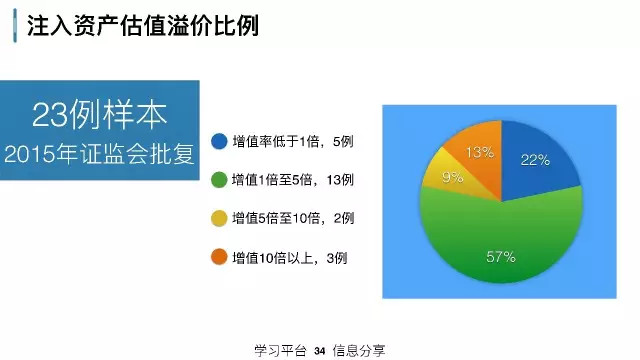 注入资产估值溢价比例
23例样本
2015年证监会批复
增值率低于1倍，5例
增值1倍至5倍，13例
增值5倍至10倍，2例
增值10倍以上，3例
13%
22%
9%
57%
学习平台 34 信息分享